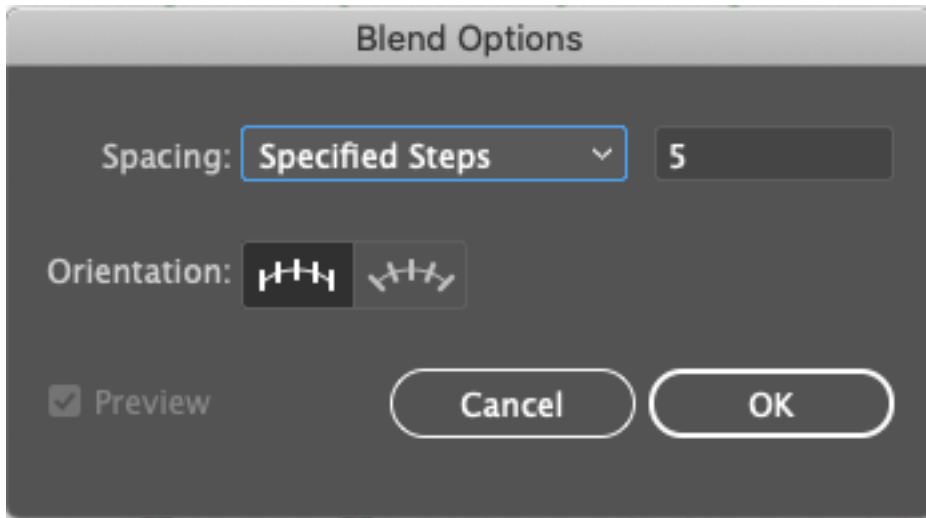 Blend Options
Spacing: Specified Steps 5
Orientation:
Preview Cancel OK